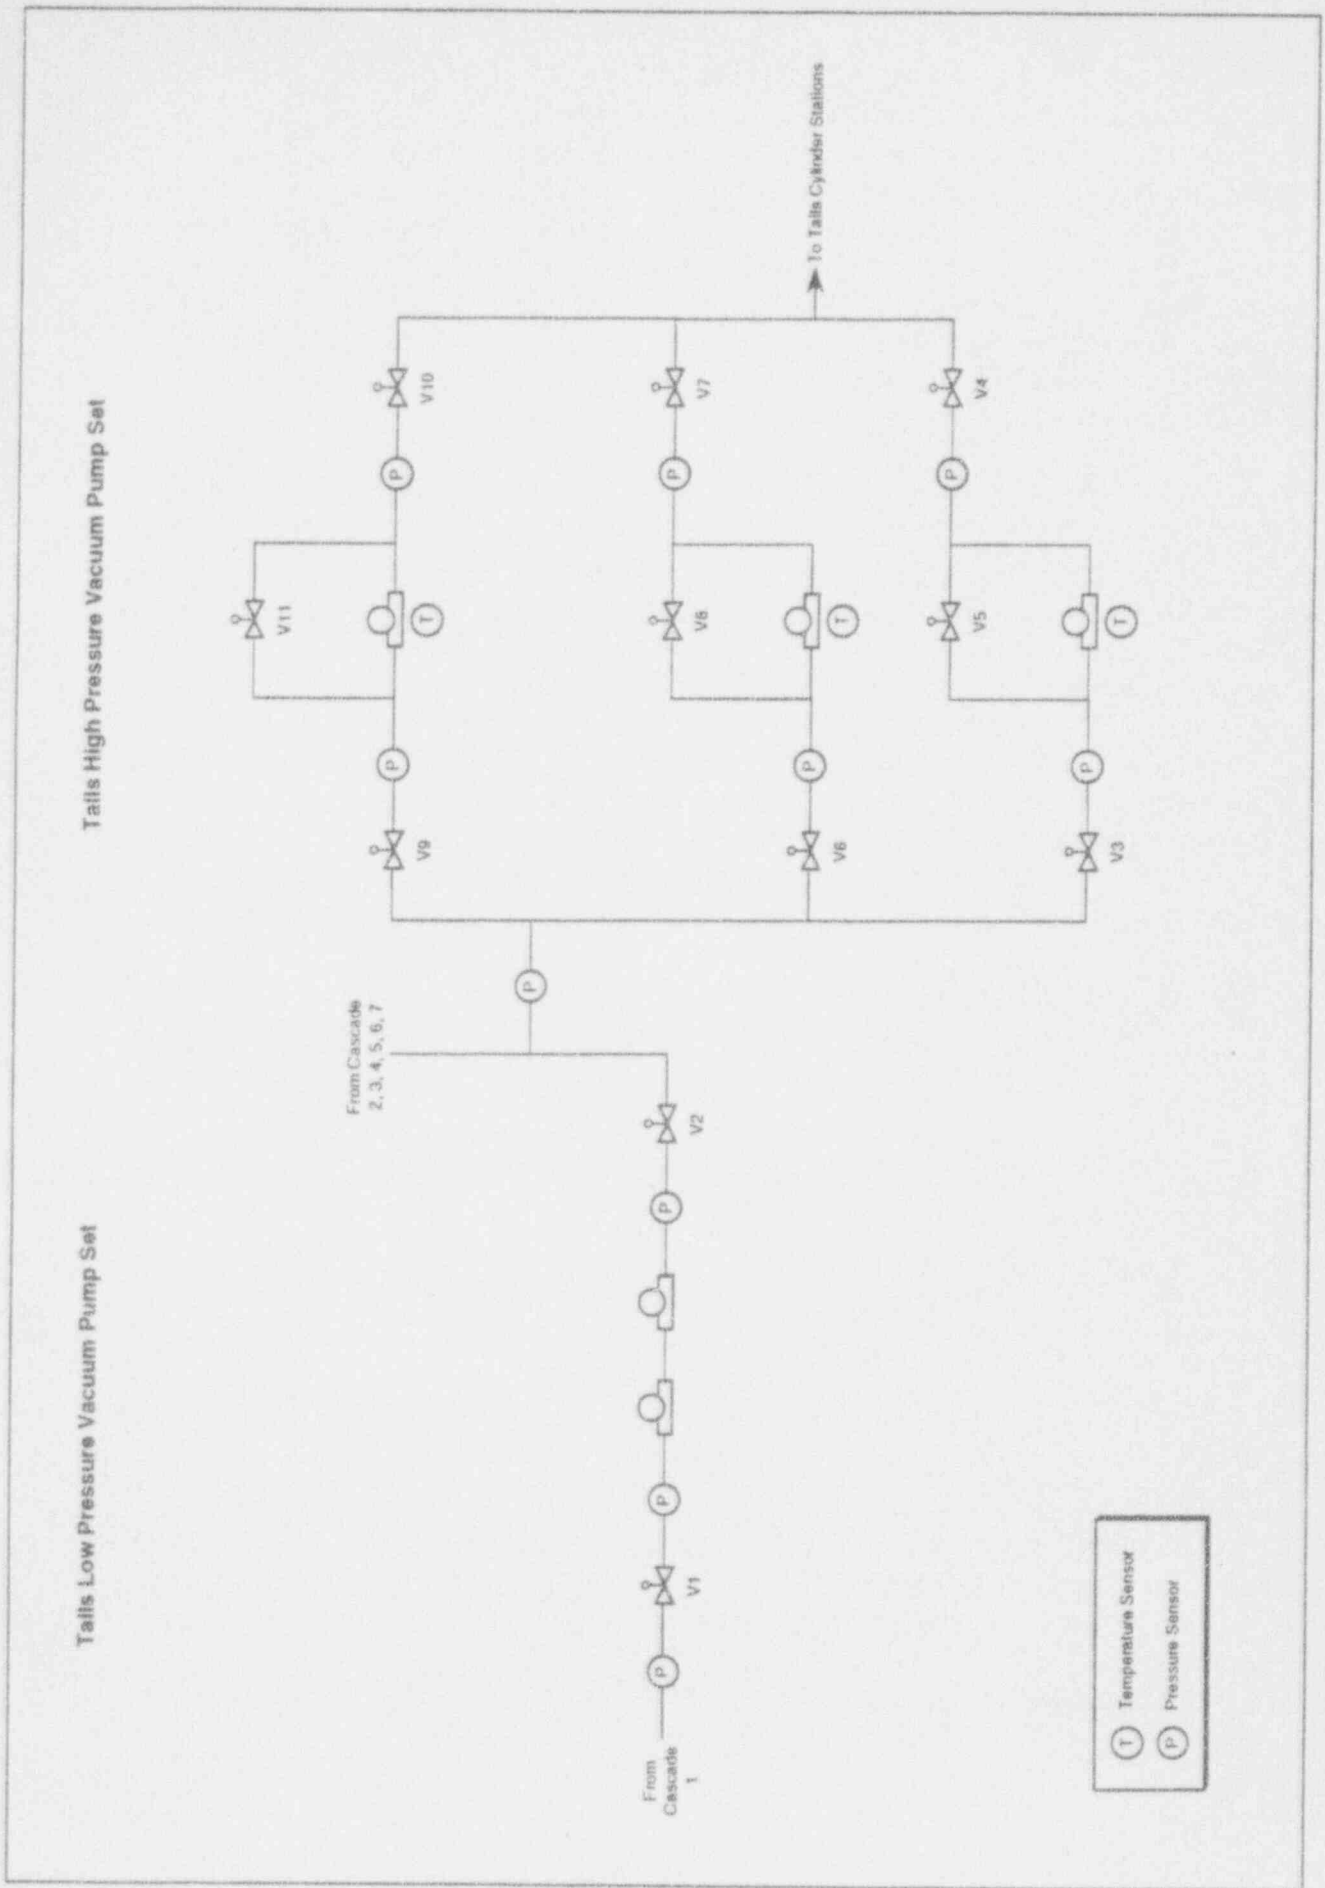 Tails Low Pressure Vacuum Pump Set
Tails High Pressure Vacuum Pump Set
From
Cascade
1
P
V1
P
P
V2
From Cascade
2, 3, 4, 5, 6, 7
P
V9
P
V11
T
P
V10
V6
P
V8
T
P
V7
V3
P
V5
T
P
V4
To Tails Cylinder Stations
T Temperature Sensor
P Pressure Sensor